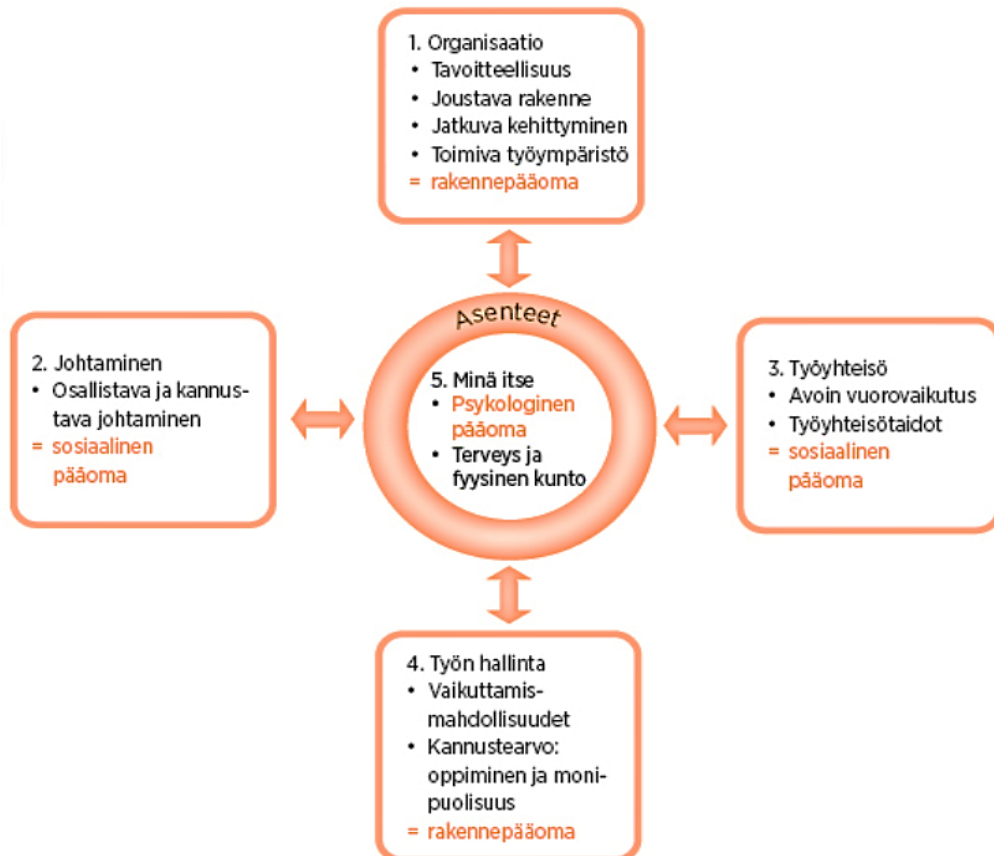 1. Organisaatio
• Tavoitteellisuus
• Joustava rakenne
• Jatkuva kehittyminen
• Toimiva työympäristö
= rakennepääoma
2. Johtaminen
• Osallistava ja kannus-
tava johtaminen
= sosiaalinen
pääoma
Asenteet
5. Minä itse
• Psykologinen
pääoma
• Terveys ja
fyysinen kunto
3. Työyhteisö
• Avoin vuorovaikutus
• Työyhteisötaidot
= sosiaalinen
pääoma
4. Työn hallinta
• Vaikuttamis-
mahdollisuudet
• Kannustearvo:
oppiminen ja moni-
puolisuus
= rakennepääoma